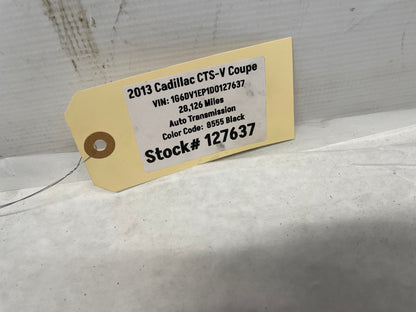 2013 Cadillac CTS-V Coupe
VIN: 1G6DV1EP1D0127637
28,126 Miles
Auto Transmission
Color Code: 8555 Black
Stock# 127637